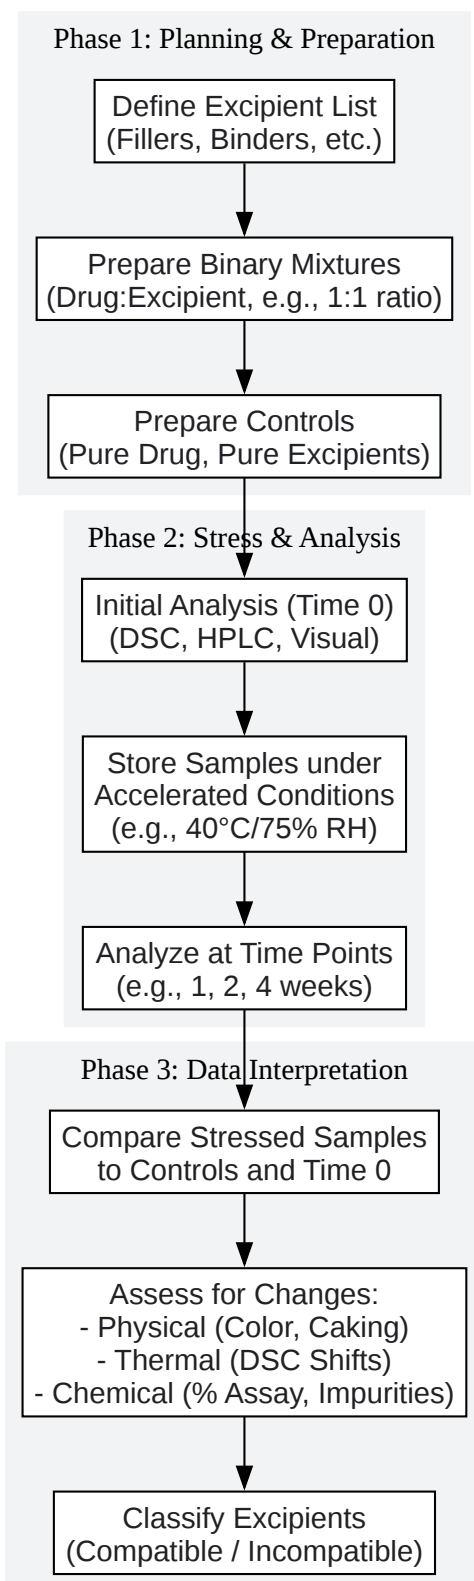 Phase 1: Planning & Preparation
Define Excipient List
(Fillers, Binders, etc.)
Prepare Binary Mixtures
(Drug:Excipient, e.g., 1:1 ratio)
Prepare Controls
(Pure Drug, Pure Excipients)
Phase 2: Stress & Analysis
Initial Analysis (Time 0)
(DSC, HPLC, Visual)
Store Samples under
Accelerated Conditions
(e.g., 40°C/75% RH)
Analyze at Time Points
(e.g., 1, 2, 4 weeks)
Phase 3: Data Interpretation
Compare Stressed Samples
to Controls and Time 0
Assess for Changes:
- Physical (Color, Caking)
- Thermal (DSC Shifts)
- Chemical (% Assay, Impurities)
Classify Excipients
(Compatible / Incompatible)